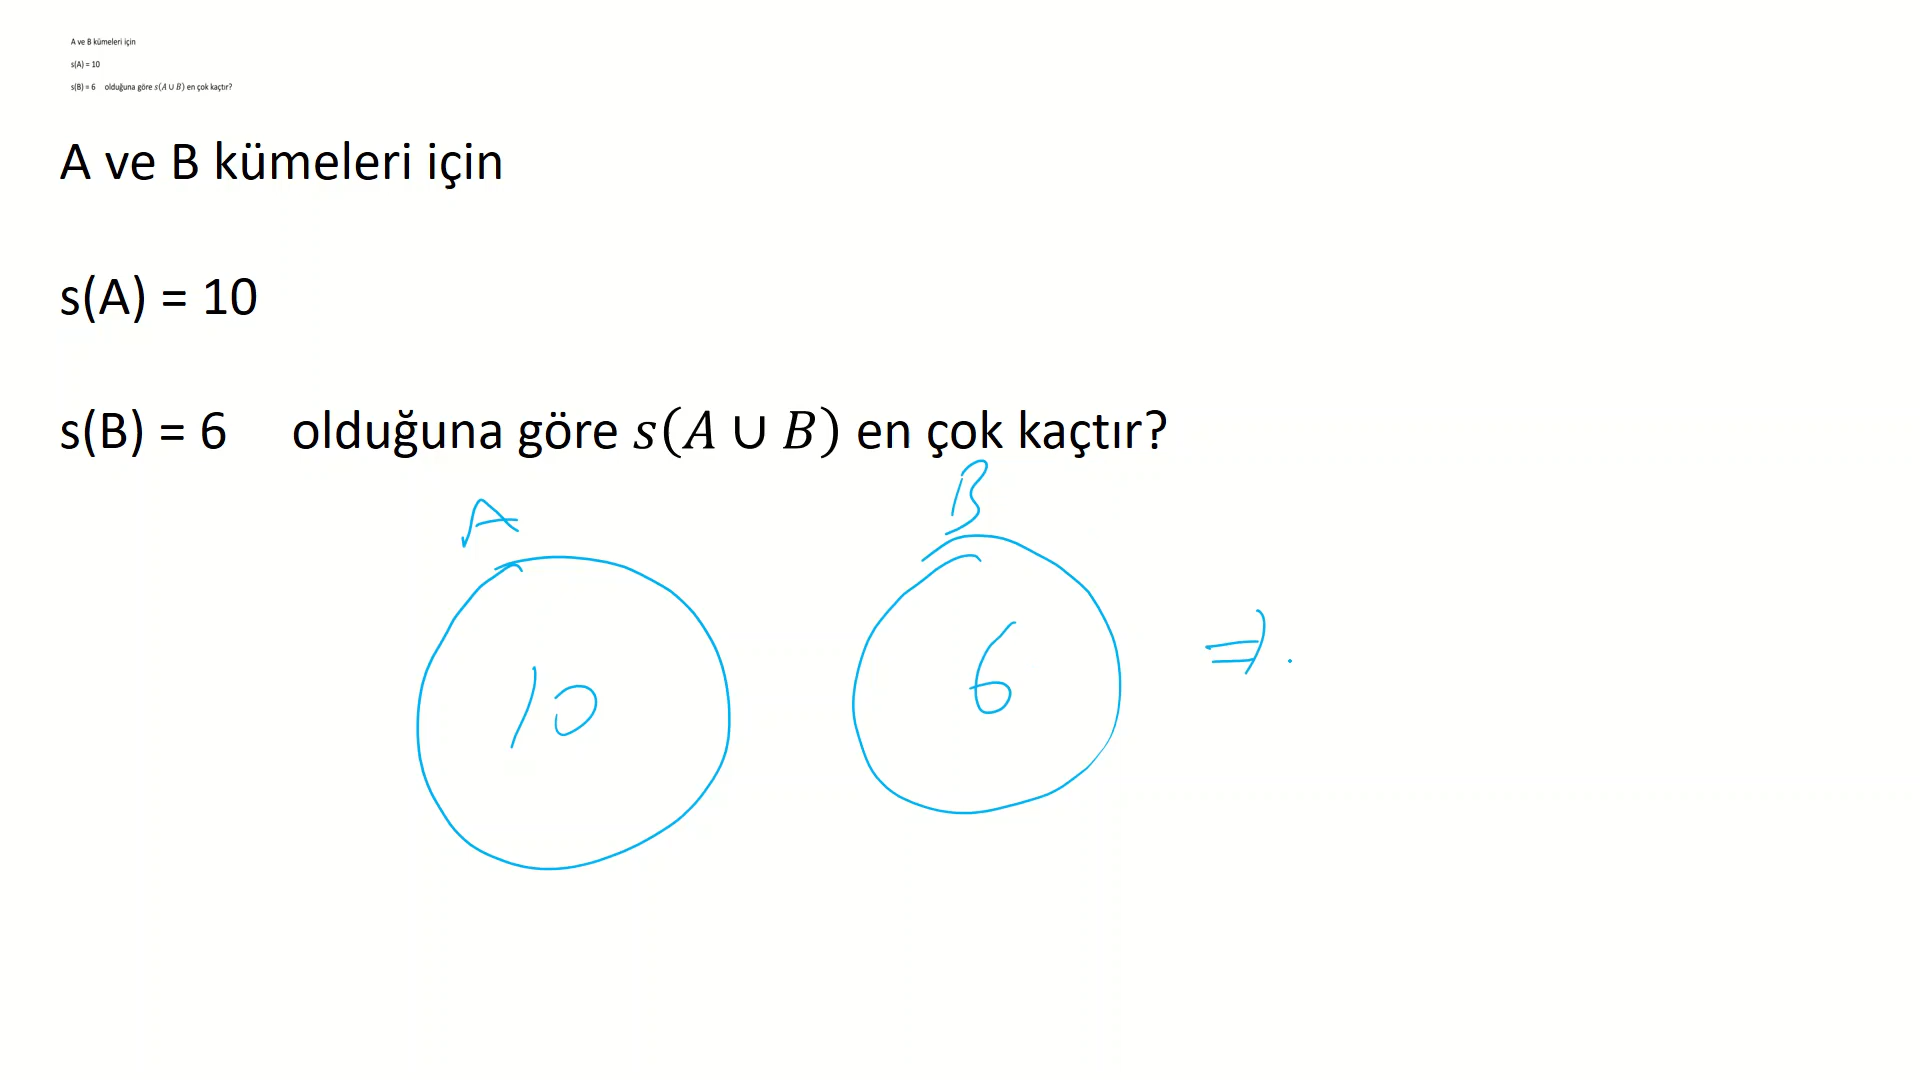 A ve B kümeleri için
s(A) = 10
s(B) = 6 olduğuna göre s(A ∪ B) en çok kaçtır?
A ve B kümeleri için
s(A) = 10
s(B) = 6 olduğuna göre s(A ∪ B) en çok kaçtır?
A B
10 6 ⇒ .